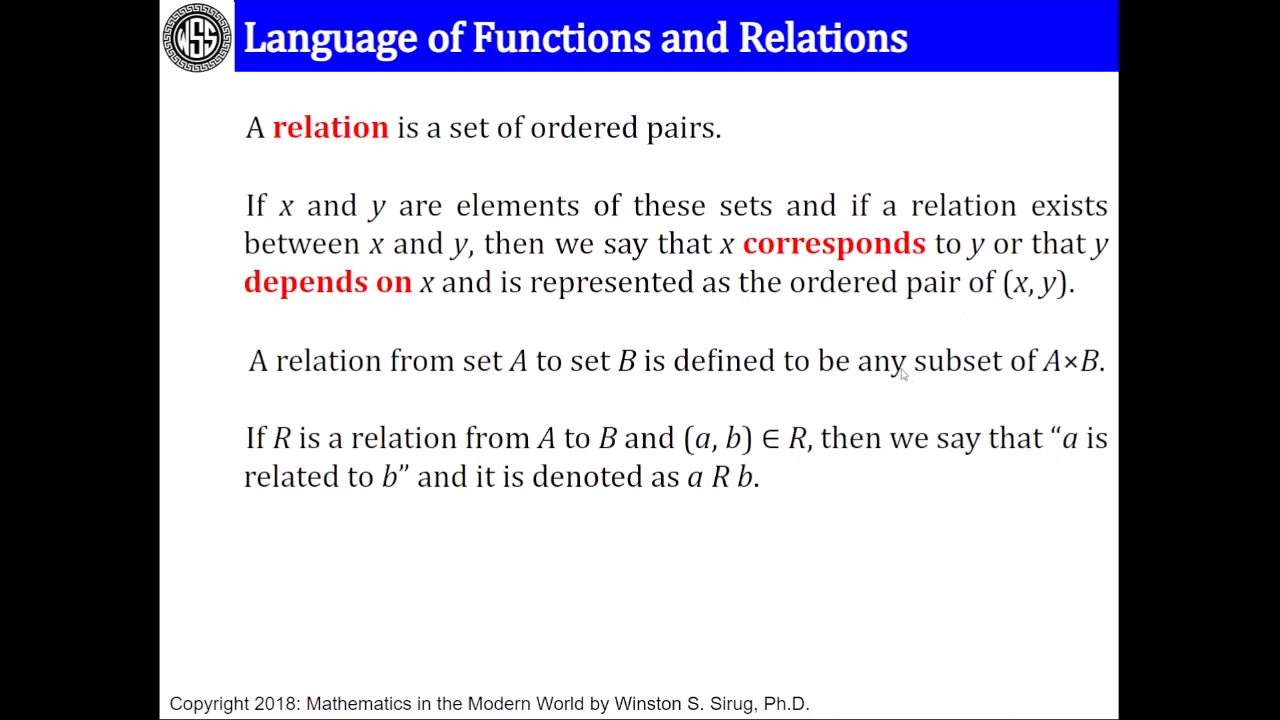 WSS
Language of Functions and Relations
A relation is a set of ordered pairs.
If x and y are elements of these sets and if a relation exists
between x and y, then we say that x corresponds to y or that y
depends on x and is represented as the ordered pair of (x, y).
A relation from set A to set B is defined to be any subset of A×B.
If R is a relation from A to B and (a, b) ∈ R, then we say that “a is
related to b” and it is denoted as a R b.
Copyright 2018: Mathematics in the Modern World by Winston S. Sirug, Ph.D.